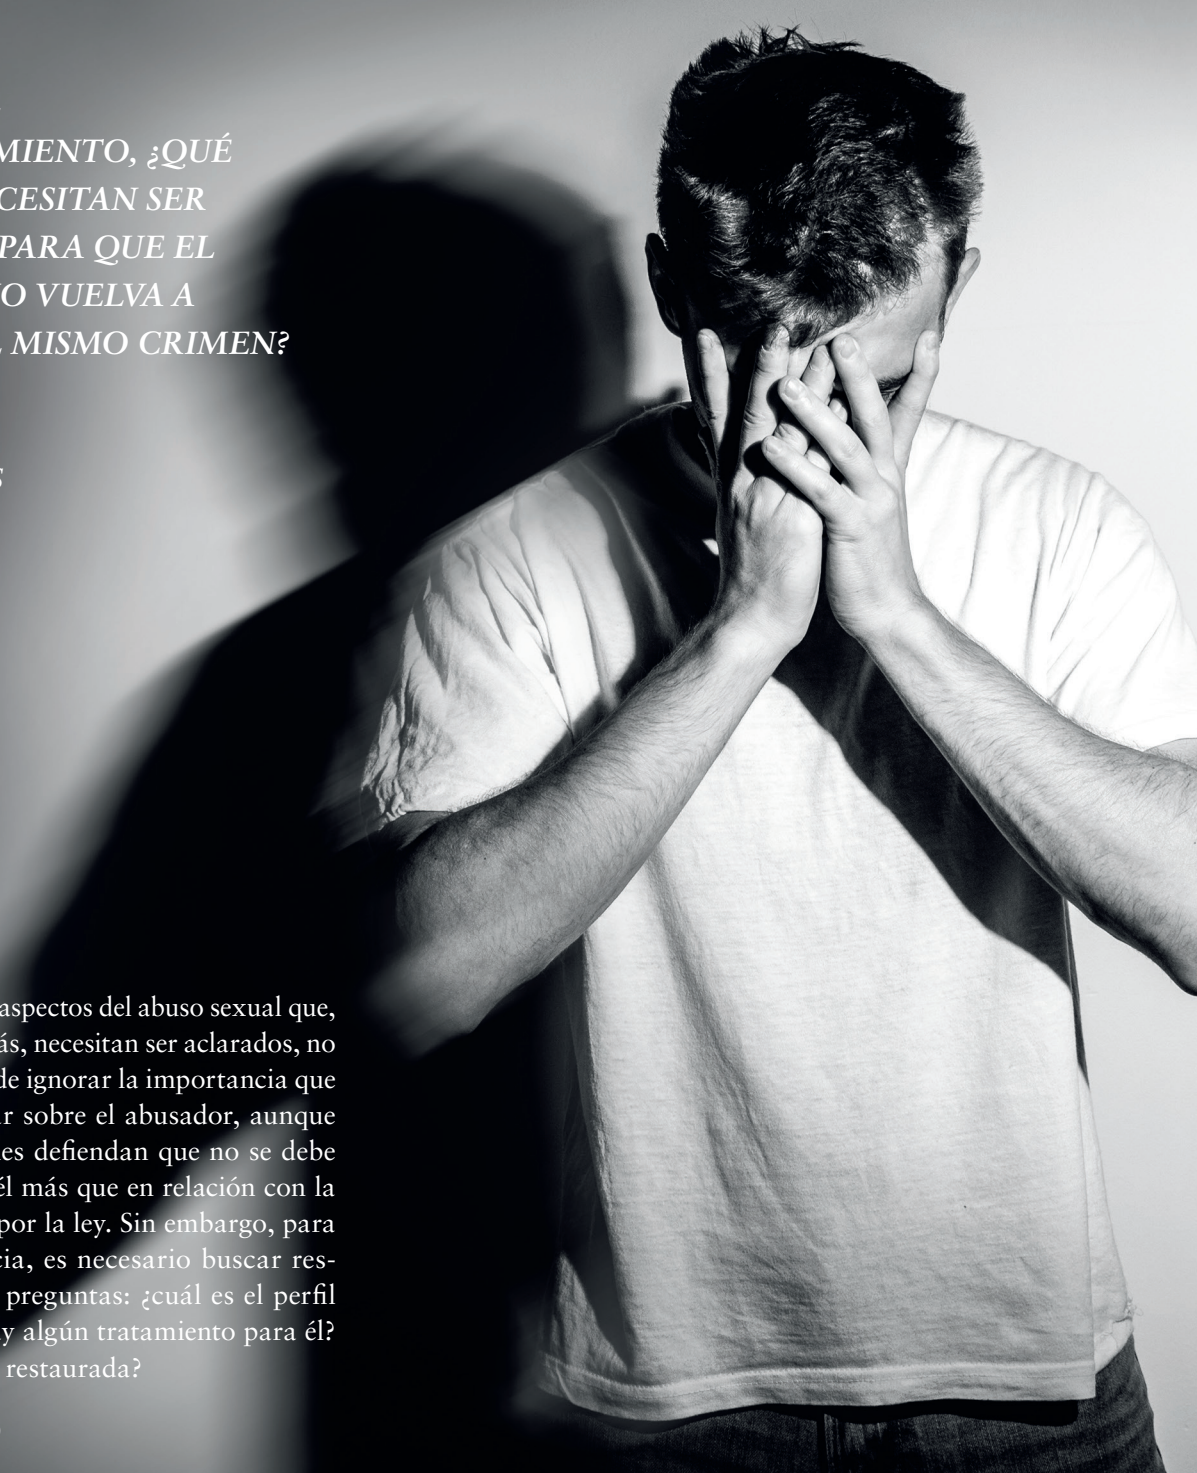 MIENTO, ¿QUÉ
CESITAN SER
PARA QUE EL
O VUELVA A
MISMO CRIMEN?
S
aspectos del abuso sexual que,
ás, necesitan ser aclarados, no
de ignorar la importancia que
ar sobre el abusador, aunque
es defiendan que no se debe
él más que en relación con la
por la ley. Sin embargo, para
cia, es necesario buscar res-
preguntas: ¿cuál es el perfil
y algún tratamiento para él?
restaurada?